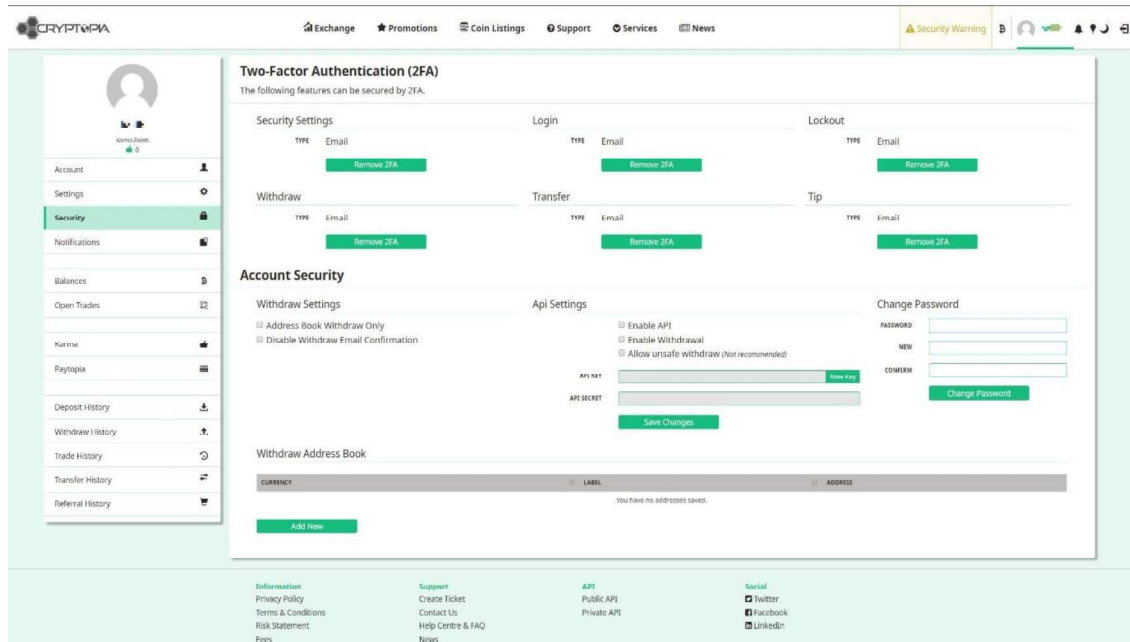 CRYPTOPIA
Exchange Promotions Coin Listings Support Services News
Security Warning
Karma Points
0
Account
Settings
Security
Notifications
Balances
Open Trades
Karma
Paytopia
Deposit History
Withdraw History
Trade History
Transfer History
Referral History
Two-Factor Authentication (2FA)
The following features can be secured by 2FA.
Security Settings Login Lockout
TYPE Email TYPE Email TYPE Email
Remove 2FA Remove 2FA Remove 2FA
Withdraw Transfer Tip
TYPE Email TYPE Email TYPE Email
Remove 2FA Remove 2FA Remove 2FA
Account Security
Withdraw Settings Api Settings Change Password
Address Book Withdraw Only
Disable Withdraw Email Confirmation
Enable API
Enable Withdrawal
Allow unsafe withdraw (Not recommended)
API KEY New Key
API SECRET
Save Changes
PASSWORD
NEW
CONFIRM
Change Password
Withdraw Address Book
CURRENCY LABEL ADDRESS
You have no addresses saved.
Add New
Information Support API Social
Privacy Policy Create Ticket Public API Twitter
Terms & Conditions Contact Us Private API Facebook
Risk Statement Help Centre & FAQ LinkedIn
Fees News